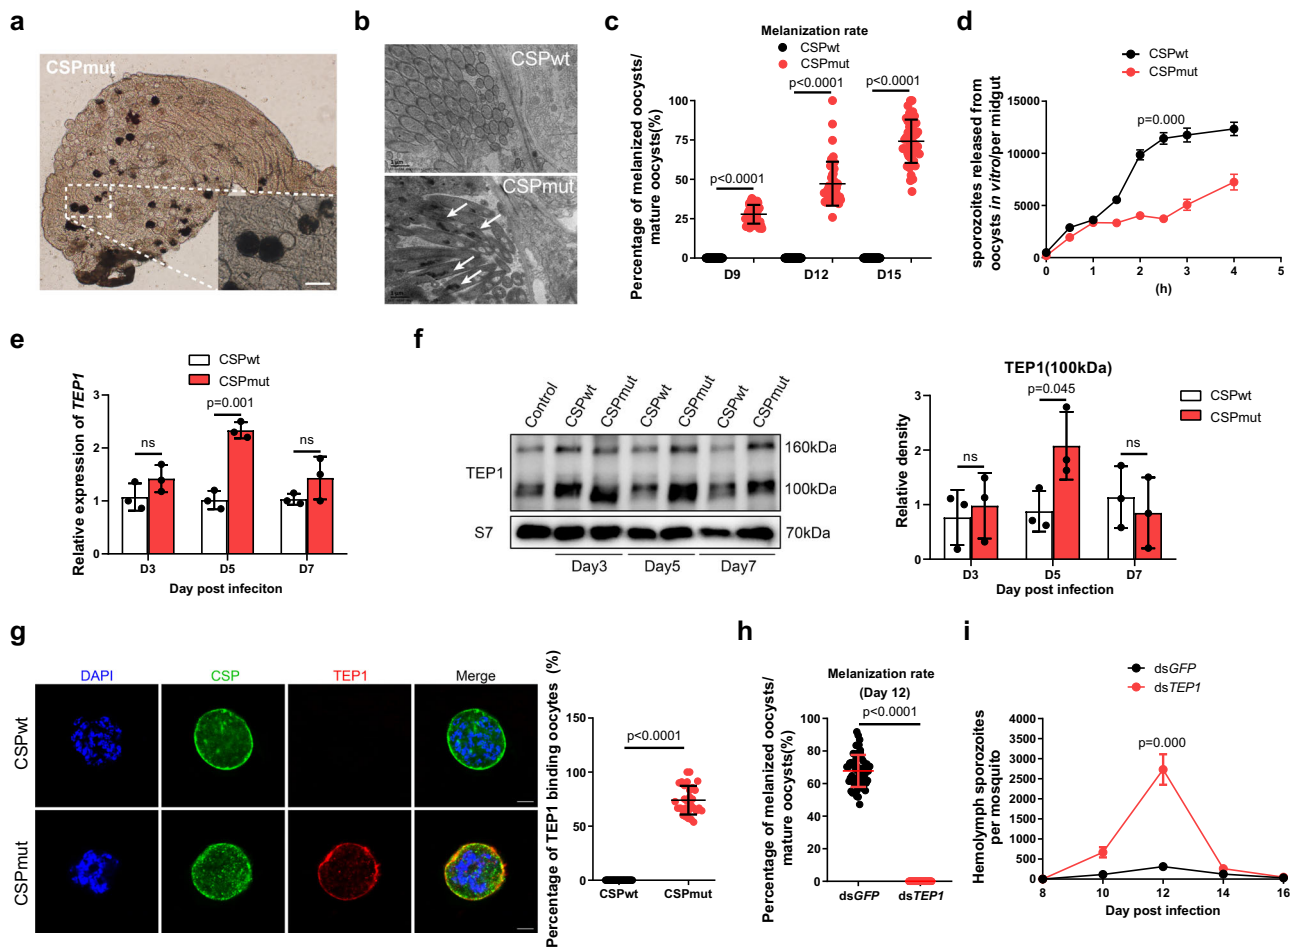 a
CSPmut
b
CSPwt
1μm
CSPmut
1μm
c
Melanization rate
CSPwt
CSPmut
Percentage of melanized oocysts/
mature oocysts(%)
100
75
50
25
0
p<0.0001
p<0.0001
p<0.0001
D9
D12
D15
d
CSPwt
CSPmut
sporozoites released from
oocysts in vitro/per midgut
15000
10000
5000
0
p=0.000
0
1
2
3
4
5
(h)
e
CSPwt
CSPmut
Relative expression of TEP1
3
2
1
0
ns
p=0.001
ns
D3
D5
D7
Day post infeciton
f
Control
CSPwt
CSPmut
CSPwt
CSPmut
CSPwt
CSPmut
TEP1
160kDa
100kDa
S7
70kDa
Day3
Day5
Day7
TEP1(100kDa)
CSPwt
CSPmut
Relative density
3
2
1
0
ns
p=0.045
ns
D3
D5
D7
Day post infection
g
DAPI
CSP
TEP1
Merge
CSPwt
CSPmut
Percentage of TEP1 binding oocytes (%)
150
100
50
0
p<0.0001
CSPwt
CSPmut
h
Melanization rate
(Day 12)
p<0.0001
Percentage of melanized oocysts/
mature oocysts(%)
100
80
60
40
20
0
dsGFP
dsTEP1
i
dsGFP
dsTEP1
Hemolymph sporozoites
per mosquito
4000
3500
3000
2500
2000
1500
1000
500
0
p=0.000
8
10
12
14
16
Day post infection